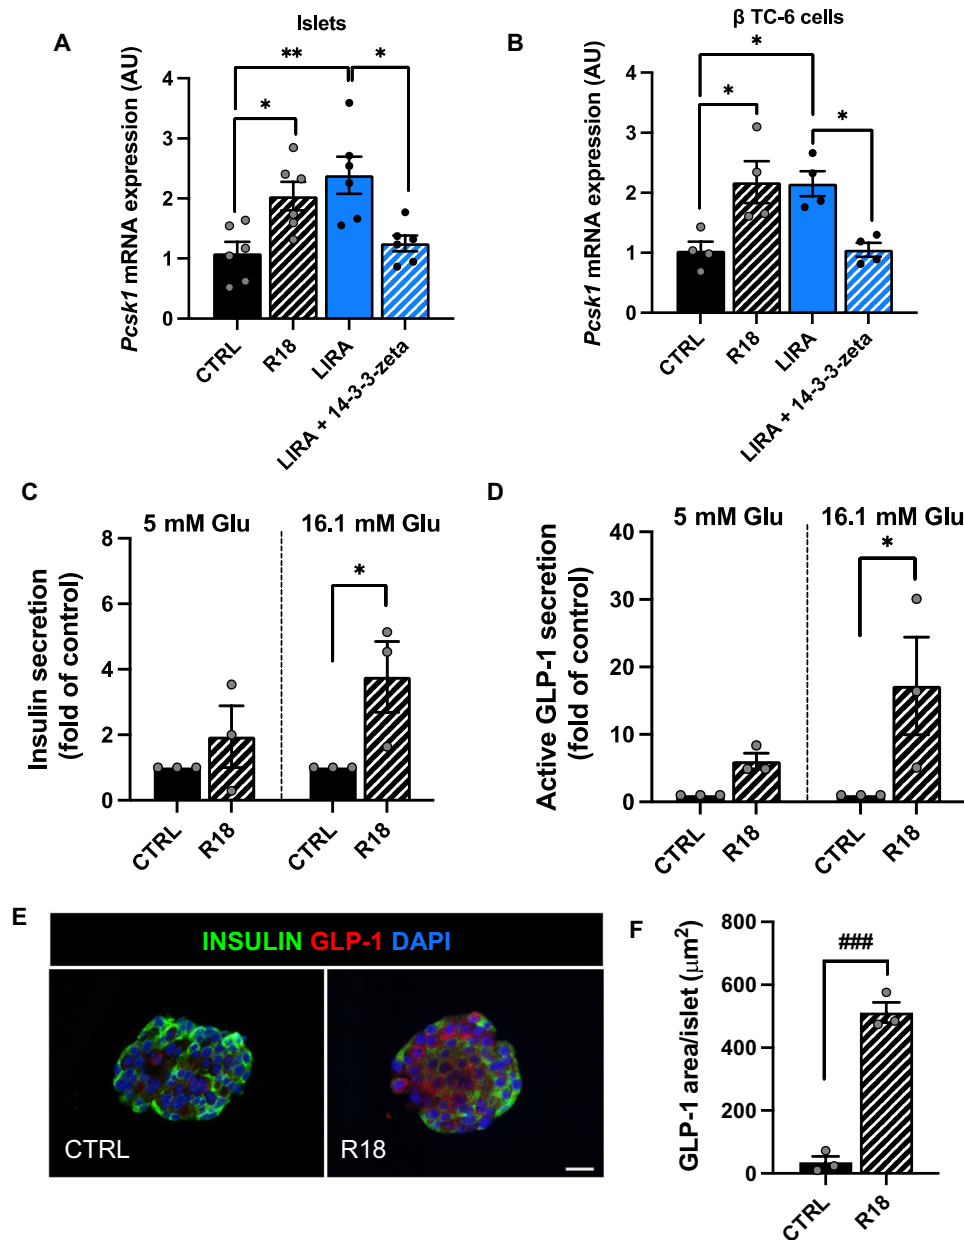 A
Islets
Pcsk1 mRNA expression (AU)
4
3
2
1
0
**
*
*
CTRL
R18
LIRA
LIRA + 14-3-3-zeta
B
β TC-6 cells
Pcsk1 mRNA expression (AU)
4
3
2
1
0
*
*
*
CTRL
R18
LIRA
LIRA + 14-3-3-zeta
C
5 mM Glu
16.1 mM Glu
Insulin secretion
(fold of control)
8
6
4
2
0
*
CTRL
R18
CTRL
R18
D
5 mM Glu
16.1 mM Glu
Active GLP-1 secretion
(fold of control)
40
30
20
10
0
*
CTRL
R18
CTRL
R18
E
INSULIN GLP-1 DAPI
CTRL
R18
F
GLP-1 area/islet (μm²)
800
600
400
200
0
###
CTRL
R18